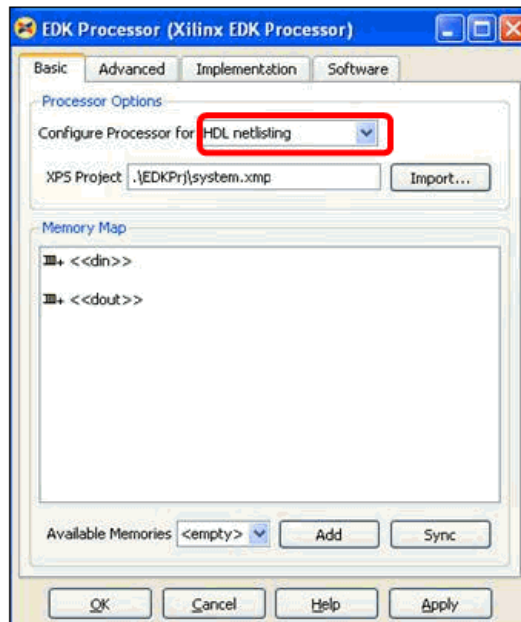 EDK Processor (Xilinx EDK Processor)
Basic Advanced Implementation Software
Processor Options
Configure Processor for HDL netlisting
XPS Project .\EDKPrj\system.xmp Import...
Memory Map
<<din>>
<<dout>>
Available Memories <empty> Add Sync
OK Cancel Help Apply